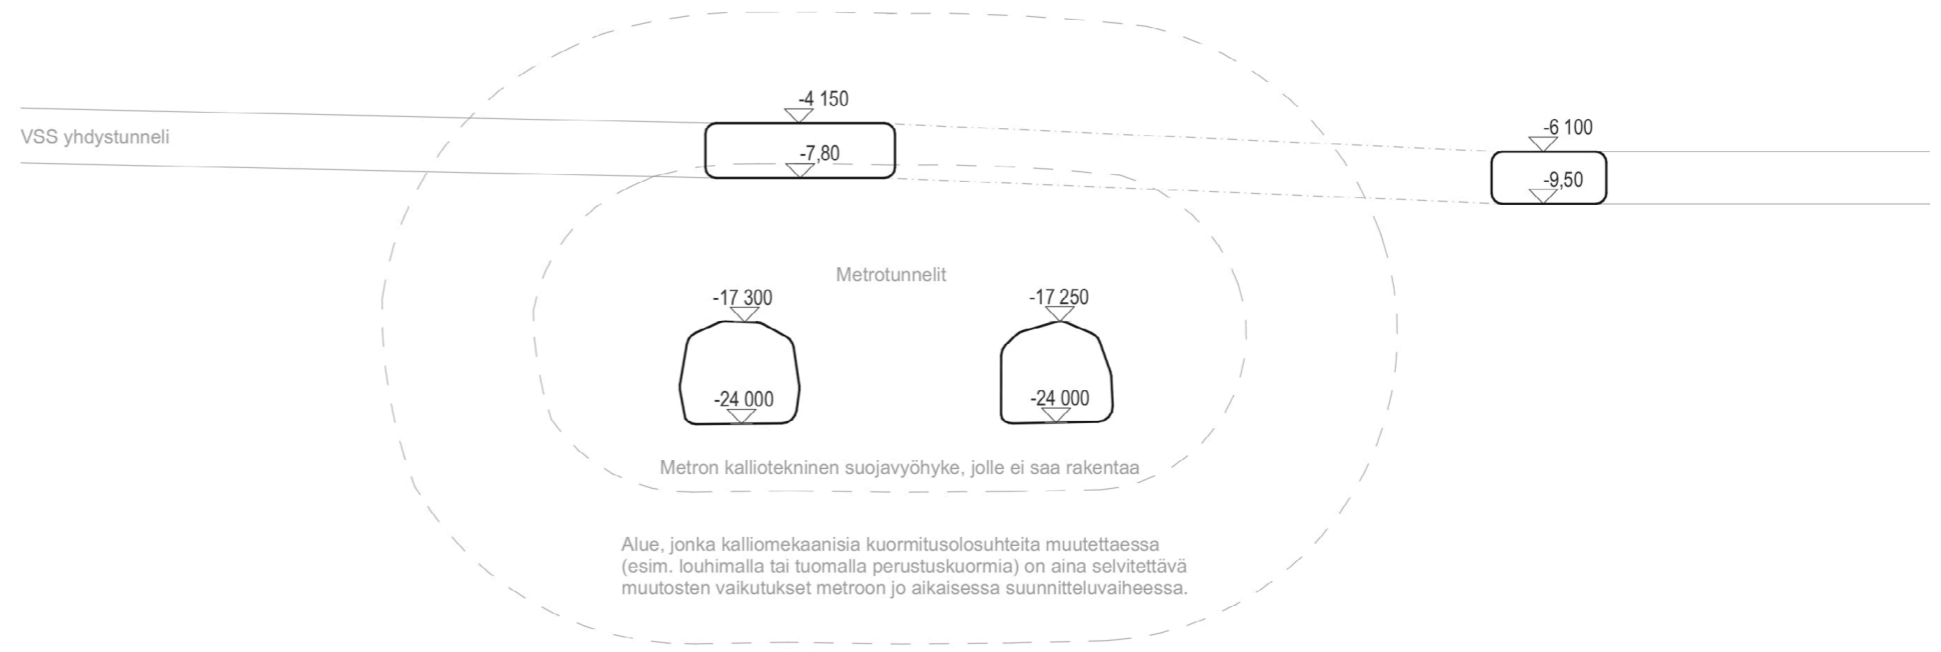 -4 150
-6 100
VSS yhdystunneli
-7,80
-9,50
Metrotunnelit
-17 300
-17 250
-24 000
-24 000
Metron kalliotekninen suojavyöhyke, jolle ei saa rakentaa
Alue, jonka kalliomekaanisia kuormitusolosuhteita muutettaessa
(esim. louhimalla tai tuomalla perustuskuormia) on aina selvitettävä
muutosten vaikutukset metroon jo aikaisessa suunnitteluvaiheessa.